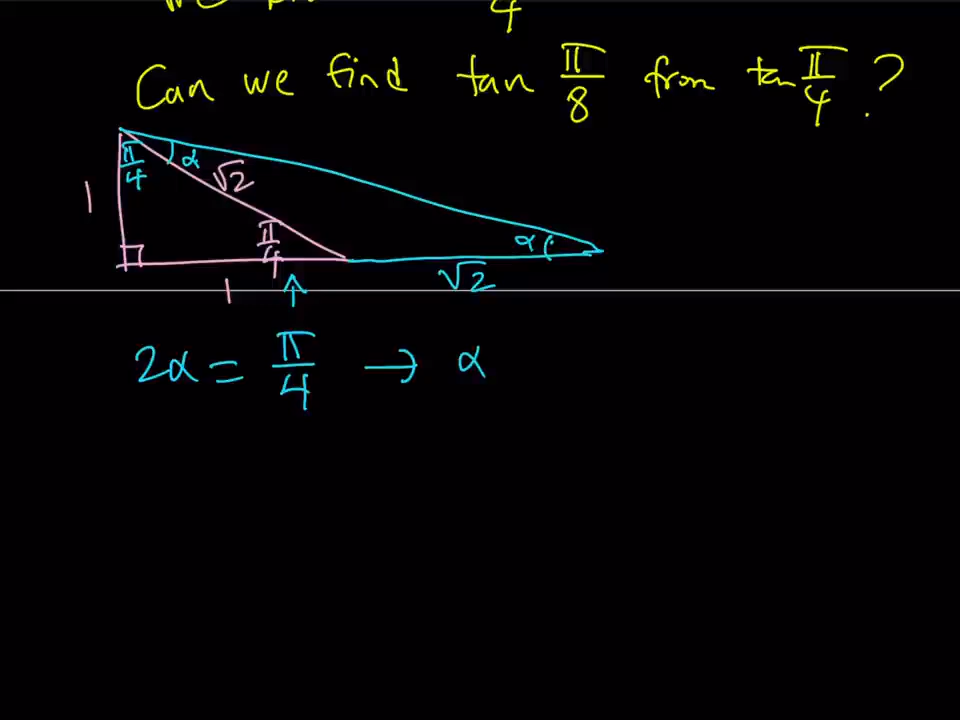 Can we find tan π/8 from tan π/4 ?
π/4 α √2
1
π/4 α
1 √2
2α = π/4 → α